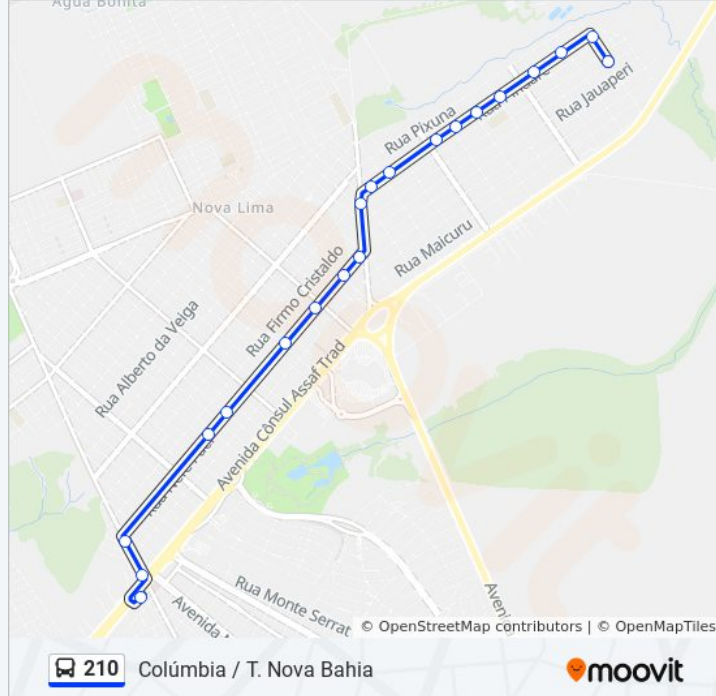 Água Bonita
Rua Jauaperi
Rua Pixuna
Nova Lima
Rua Maicuru
Rua Firmo Cristaldo
Rua Alberto da Veiga
Avenida Cônsul Assaf Trad
Rua Monte Serrat
Avenida
© OpenStreetMap contributors | © OpenMapTiles
210 Colúmbia / T. Nova Bahia
moovit